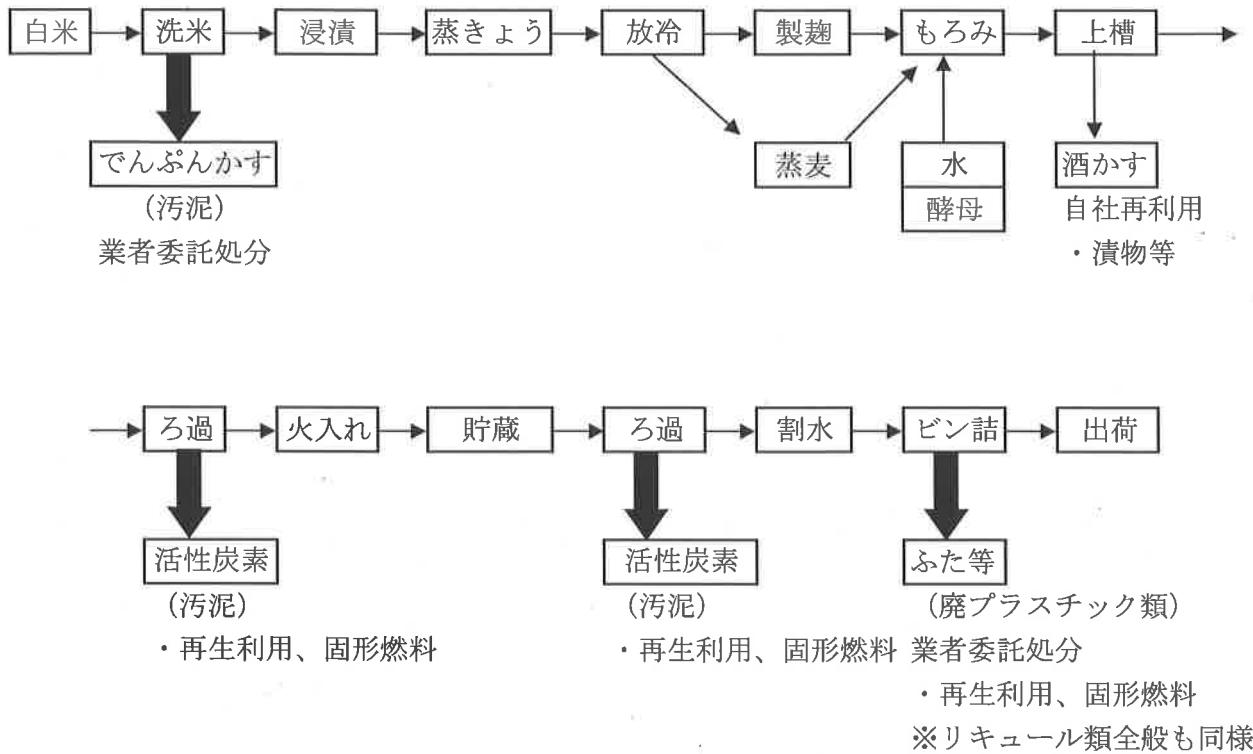 白米 洗米 浸漬 蒸きょう 放冷 製麹 もろみ 上槽
でんぷんかす 蒸麦 水 酒かす
(汚泥) 酵母 自社再利用
業者委託処分 ・漬物等
ろ過 火入れ 貯蔵 ろ過 割水 ビン詰 出荷
活性炭素 活性炭素 ふた等
(汚泥) (汚泥) (廃プラスチック類)
・再生利用、固形燃料 ・再生利用、固形燃料 業者委託処分
・再生利用、固形燃料
※リキュール類全般も同様